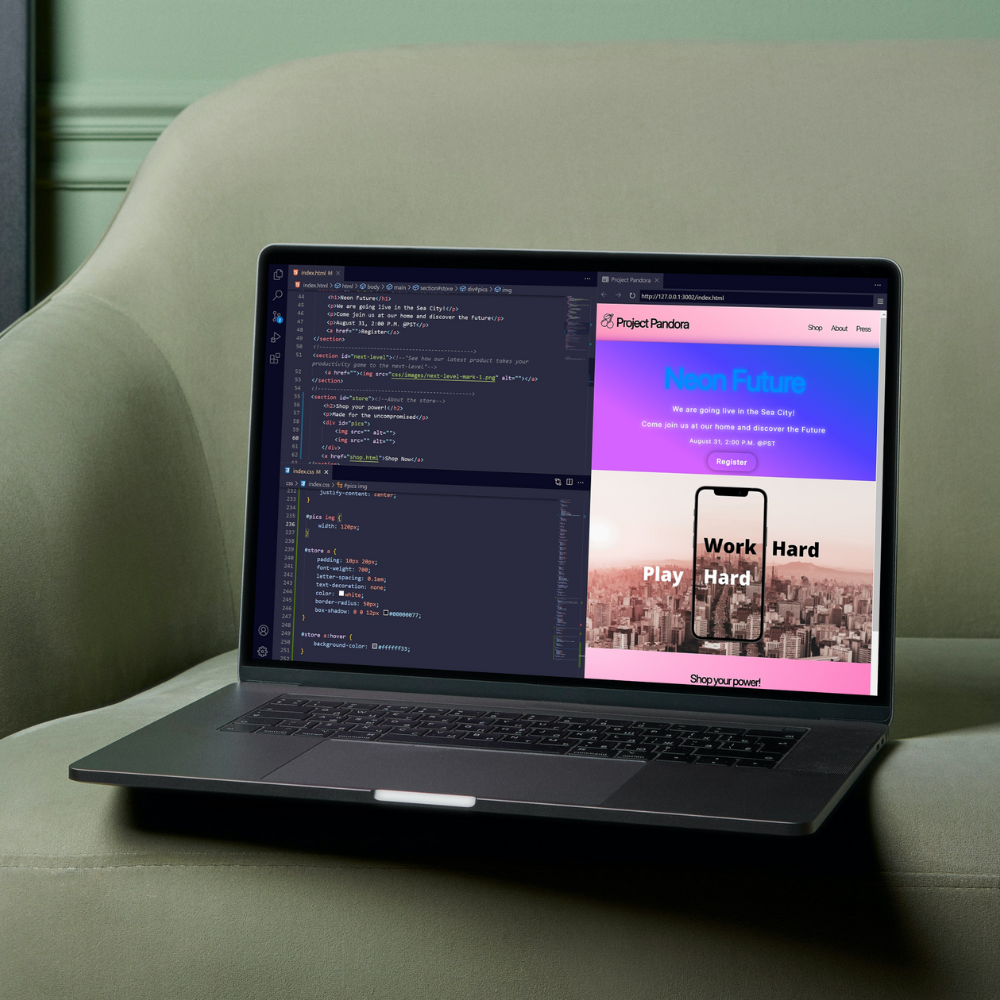 index.html M ×
index.html > html > body > main > section#store > div#pics > img
44 <h1>Neon Future</h1>
45 <p>We are going live in the Sea City!</p>
46 <p>Come join us at our home and discover the Future</p>
47 <p>August 31, 2:00 P.M. @PST</p>
48 <a href="">Register</a>
49 </section>
50 <!---->
51 <section id="next-level"><!--"See how our latest product takes your
productivity game to the next-level"-->
52 <a href=""><img src="css/images/next-level-mark-1.png" alt=""></a>
53 </section>
54 <!---->
55 <section id="store"><!--About the store-->
56 <h2>Shop your power!</h2>
57 <p>Made for the uncompromised</p>
58 <div id="pics">
59 <img src="" alt="">
60 <img src="" alt="">
61 </div>
62 <a href="shop.html">Shop Now</a>
index.css M ×
css > index.css > #pics img
232 justify-content: center;
233 }
234
235 #pics img {
236 width: 120px;
237 }
238
239 #store a {
240 padding: 10px 20px;
241 font-weight: 700;
242 letter-spacing: 0.1em;
243 text-decoration: none;
244 color: white;
245 border-radius: 50px;
246 box-shadow: 0 0 12px #00000077;
247 }
248
249 #store a:hover {
250 background-color: #ffffff33;
251 }
Project Pandora ×
http://127.0.0.1:3002/index.html
Project Pandora
Shop About Press
Neon Future
We are going live in the Sea City!
Come join us at our home and discover the Future
August 31, 2:00 P.M. @PST
Register
Work Hard
Play Hard
Shop your power!